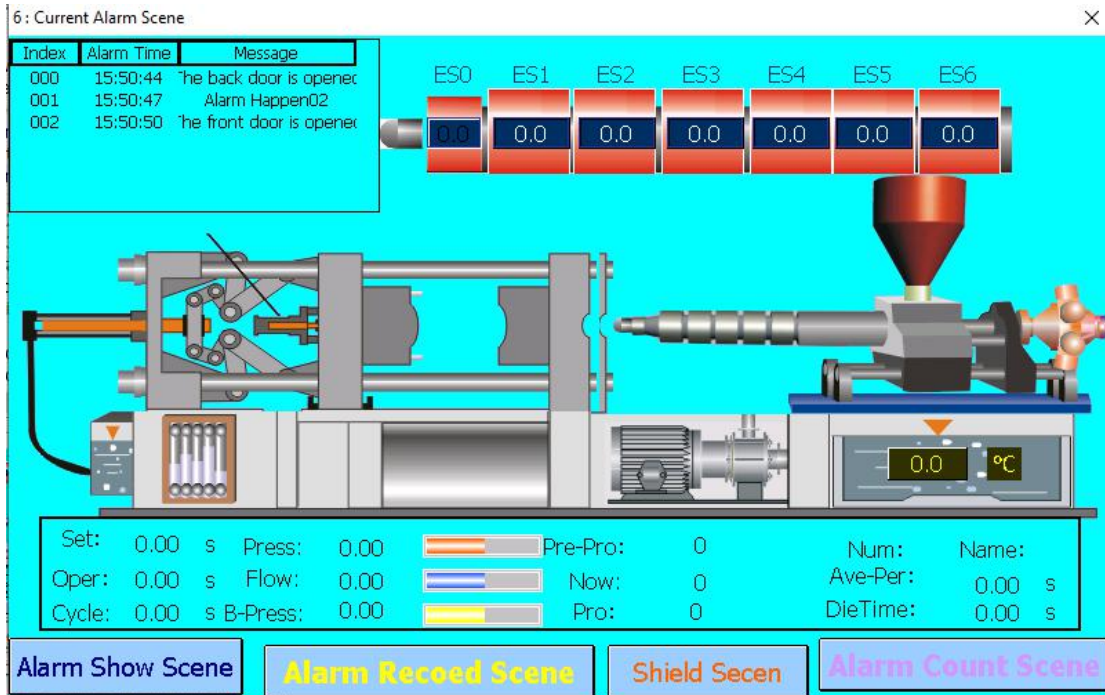 6 : Current Alarm Scene
Index Alarm Time Message
000 15:50:44 he back door is opened
001 15:50:47 Alarm Happen02
002 15:50:50 he front door is opened
ES0 ES1 ES2 ES3 ES4 ES5 ES6
0.0 0.0 0.0 0.0 0.0 0.0 0.0
0.0 °C
Set: 0.00 s Press: 0.00 Pre-Pro: 0 Num: Name:
Oper: 0.00 s Flow: 0.00 Now: 0 Ave-Per: 0.00 s
Cycle: 0.00 s B-Press: 0.00 Pro: 0 DieTime: 0.00 s
Alarm Show Scene Alarm Recoed Scene Shield Secen Alarm Count Scene